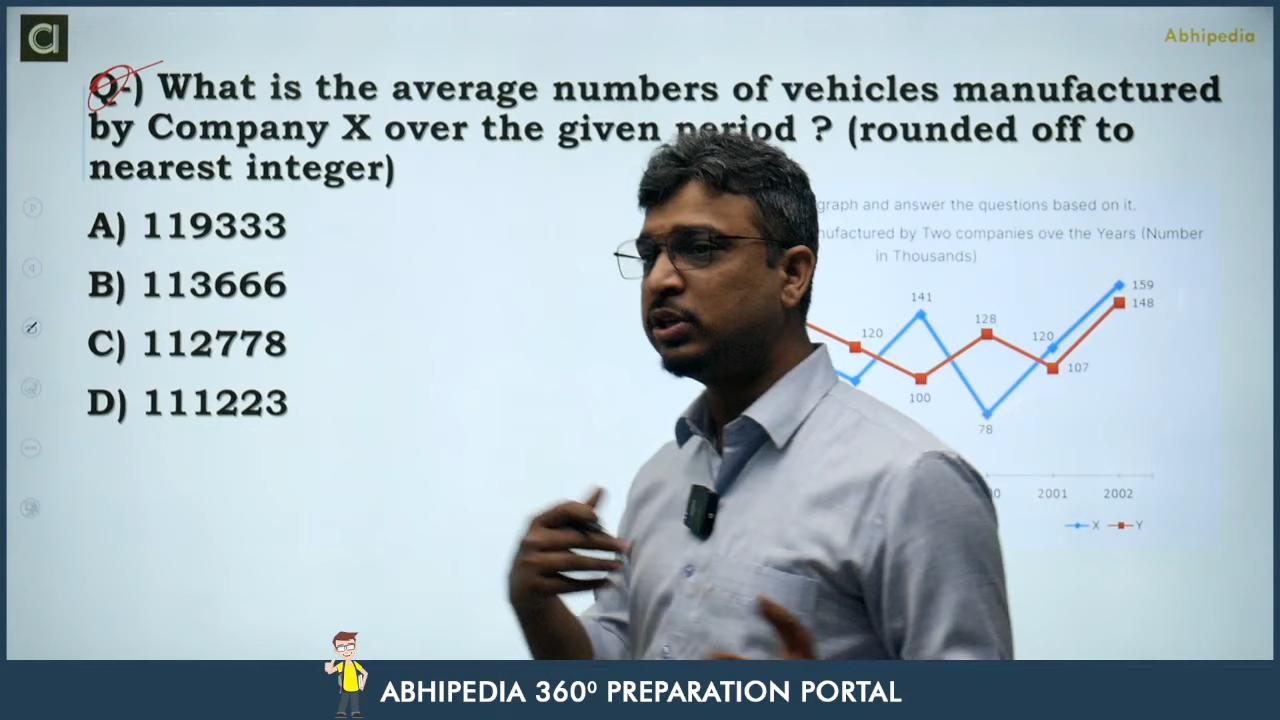 Abhipedia
Q-) What is the average numbers of vehicles manufactured
by Company X over the given period ? (rounded off to
nearest integer)
A) 119333
B) 113666
C) 112778
D) 111223
graph and answer the questions based on it.
by Two companies ove the Years (Number
in Thousands)
159
148
141
128
120
120
107
100
78
2001
2002
X
Y
ABHIPEDIA 360⁰ PREPARATION PORTAL